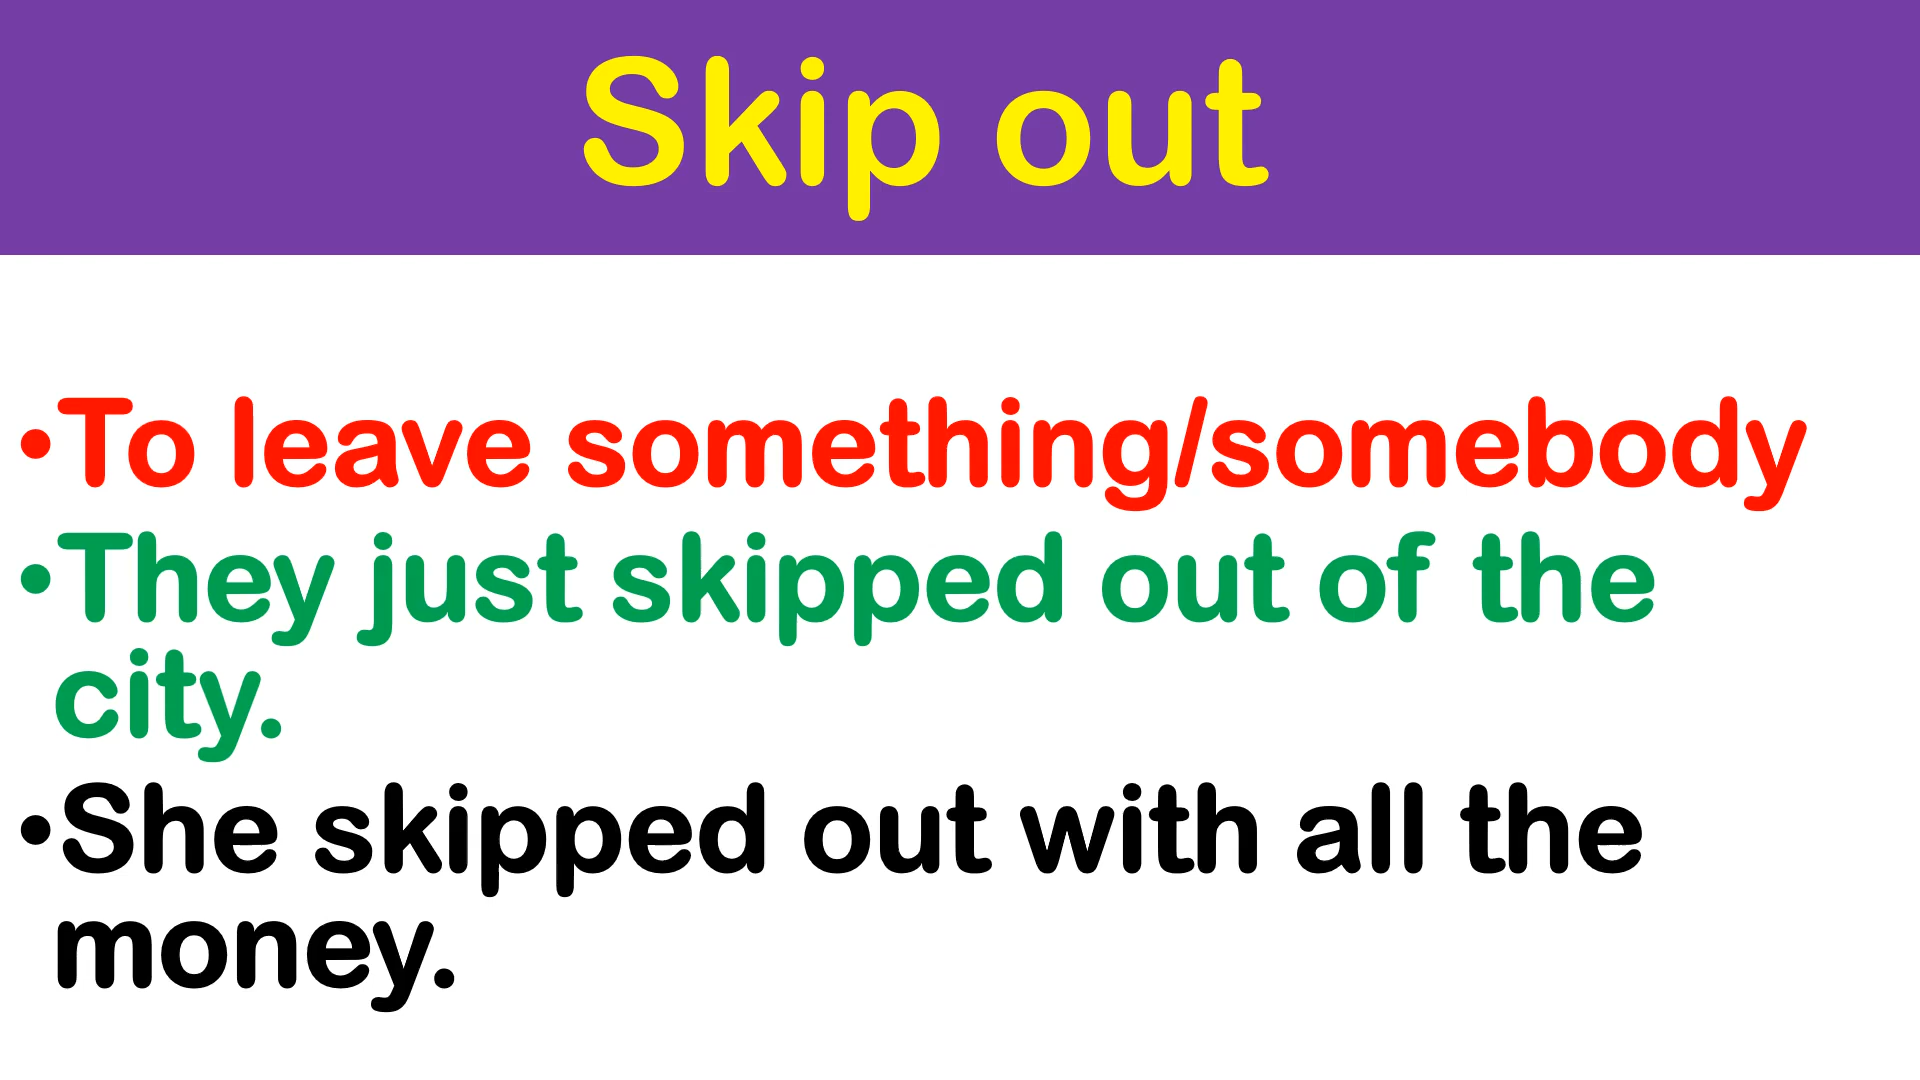 Skip out
•To leave something/somebody
•They just skipped out of the
city.
•She skipped out with all the
money.